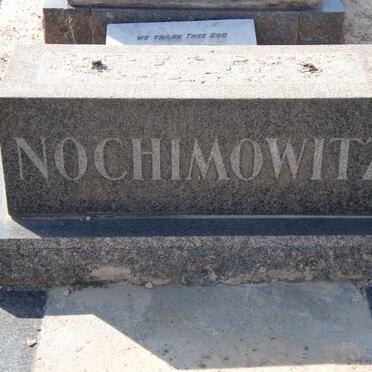 WE THANK THEE GOD
NOCHIMOWITZ